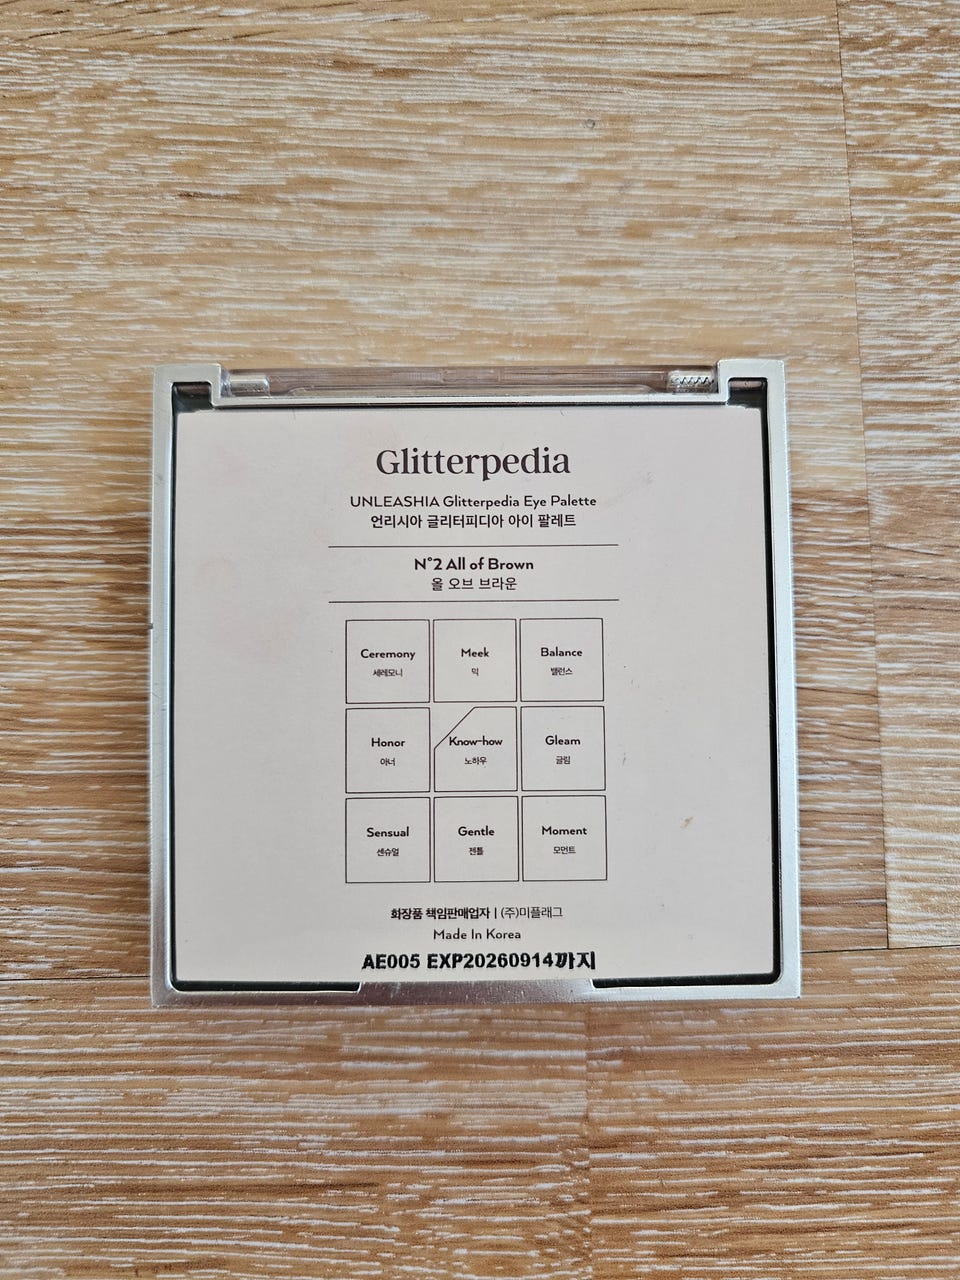 Glitterpedia
UNLEASHIA Glitterpedia Eye Palette
언리시아 글리터피디아 아이 팔레트
N°2 All of Brown
올 오브 브라운
Ceremony Meek Balance
세레모니 믹 밸런스
Honor Know-how Gleam
아너 노하우 글림
Sensual Gentle Moment
센슈얼 젠틀 모먼트
화장품 책임판매업자 | (주)미플래그
Made In Korea
AE005 EXP20260914까지